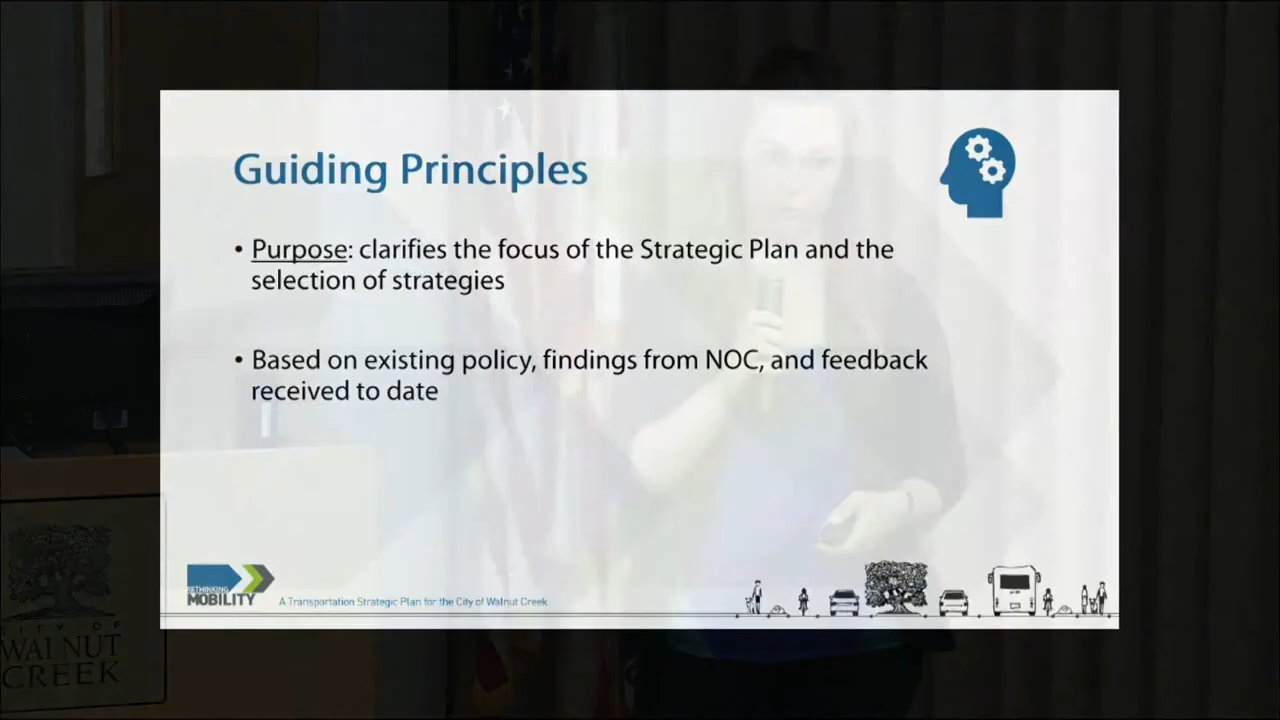 Guiding Principles
• Purpose: clarifies the focus of the Strategic Plan and the
selection of strategies
• Based on existing policy, findings from NOC, and feedback
received to date
RETHINKING
MOBILITY
A Transportation Strategic Plan for the City of Walnut Creek
CITY OF
WALNUT
CREEK